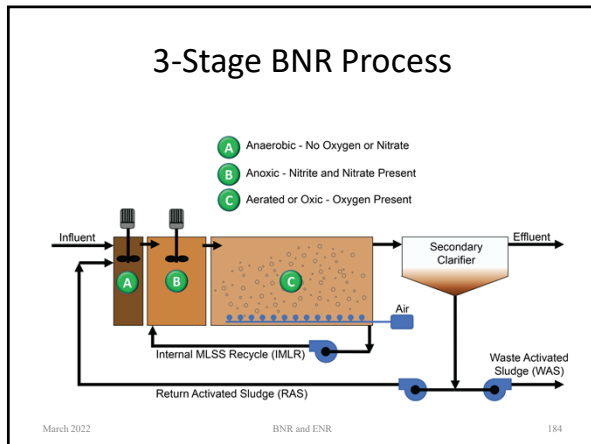 3-Stage BNR Process
A Anaerobic - No Oxygen or Nitrate
B Anoxic - Nitrite and Nitrate Present
C Aerated or Oxic - Oxygen Present
Influent
Effluent
Secondary
Clarifier
A
B
C
Air
Internal MLSS Recycle (IMLR)
Waste Activated
Sludge (WAS)
Return Activated Sludge (RAS)
March 2022
BNR and ENR
184